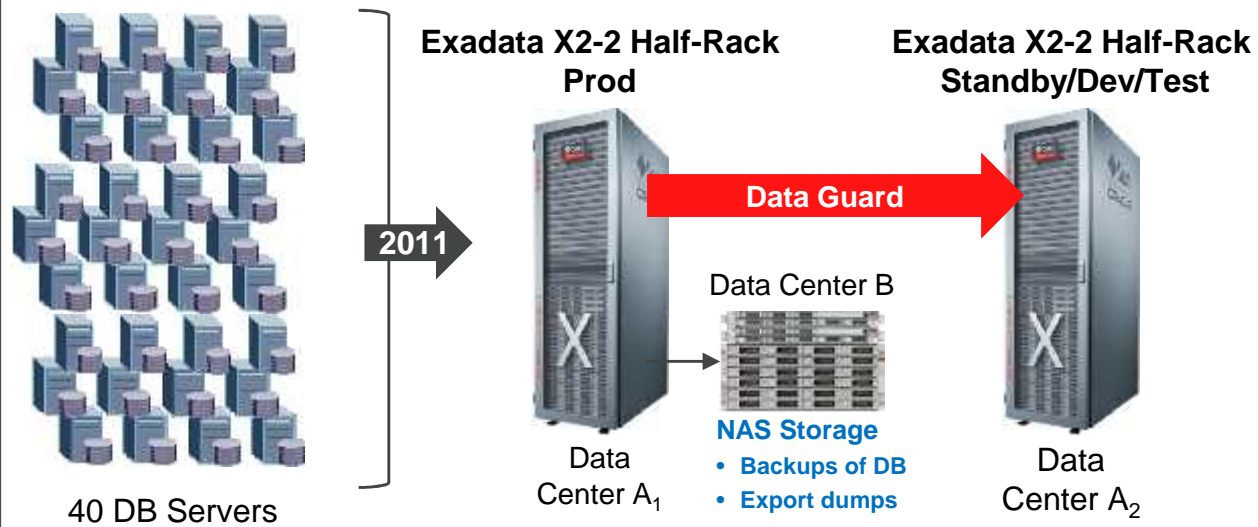 Exadata X2-2 Half-Rack
Prod
Exadata X2-2 Half-Rack
Standby/Dev/Test
Data Guard
2011
Data Center B
X
X
NAS Storage
• Backups of DB
• Export dumps
Data
Center A₁
Data
Center A₂
40 DB Servers